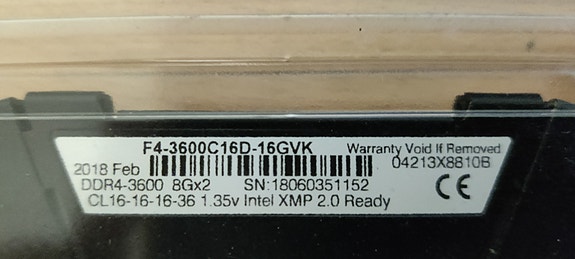 F4-3600C16D-16GVK Warranty Void If Removed
2018 Feb 04213X8810B
DDR4-3600 8Gx2 SN:18060351152 CE
CL16-16-16-36 1.35v Intel XMP 2.0 Ready